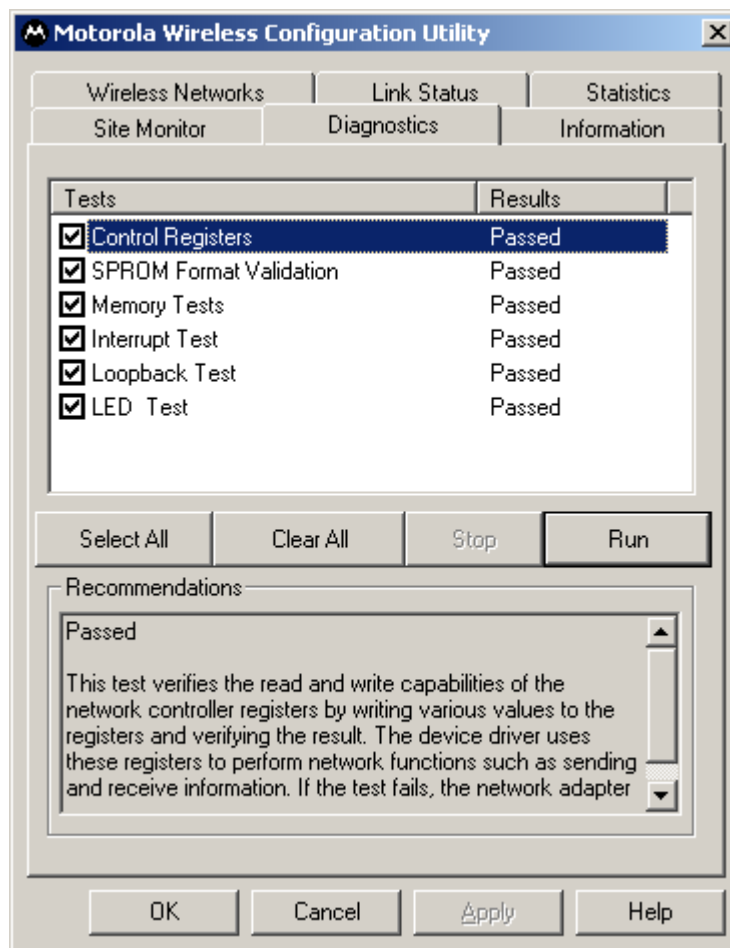 Motorola Wireless Configuration Utility
Wireless Networks Link Status Statistics
Site Monitor Diagnostics Information
Tests Results
Control Registers Passed
SPROM Format Validation Passed
Memory Tests Passed
Interrupt Test Passed
Loopback Test Passed
LED Test Passed
Select All Clear All Stop Run
Recommendations
Passed
This test verifies the read and write capabilities of the
network controller registers by writing various values to the
registers and verifying the result. The device driver uses
these registers to perform network functions such as sending
and receive information. If the test fails, the network adapter
OK Cancel Apply Help